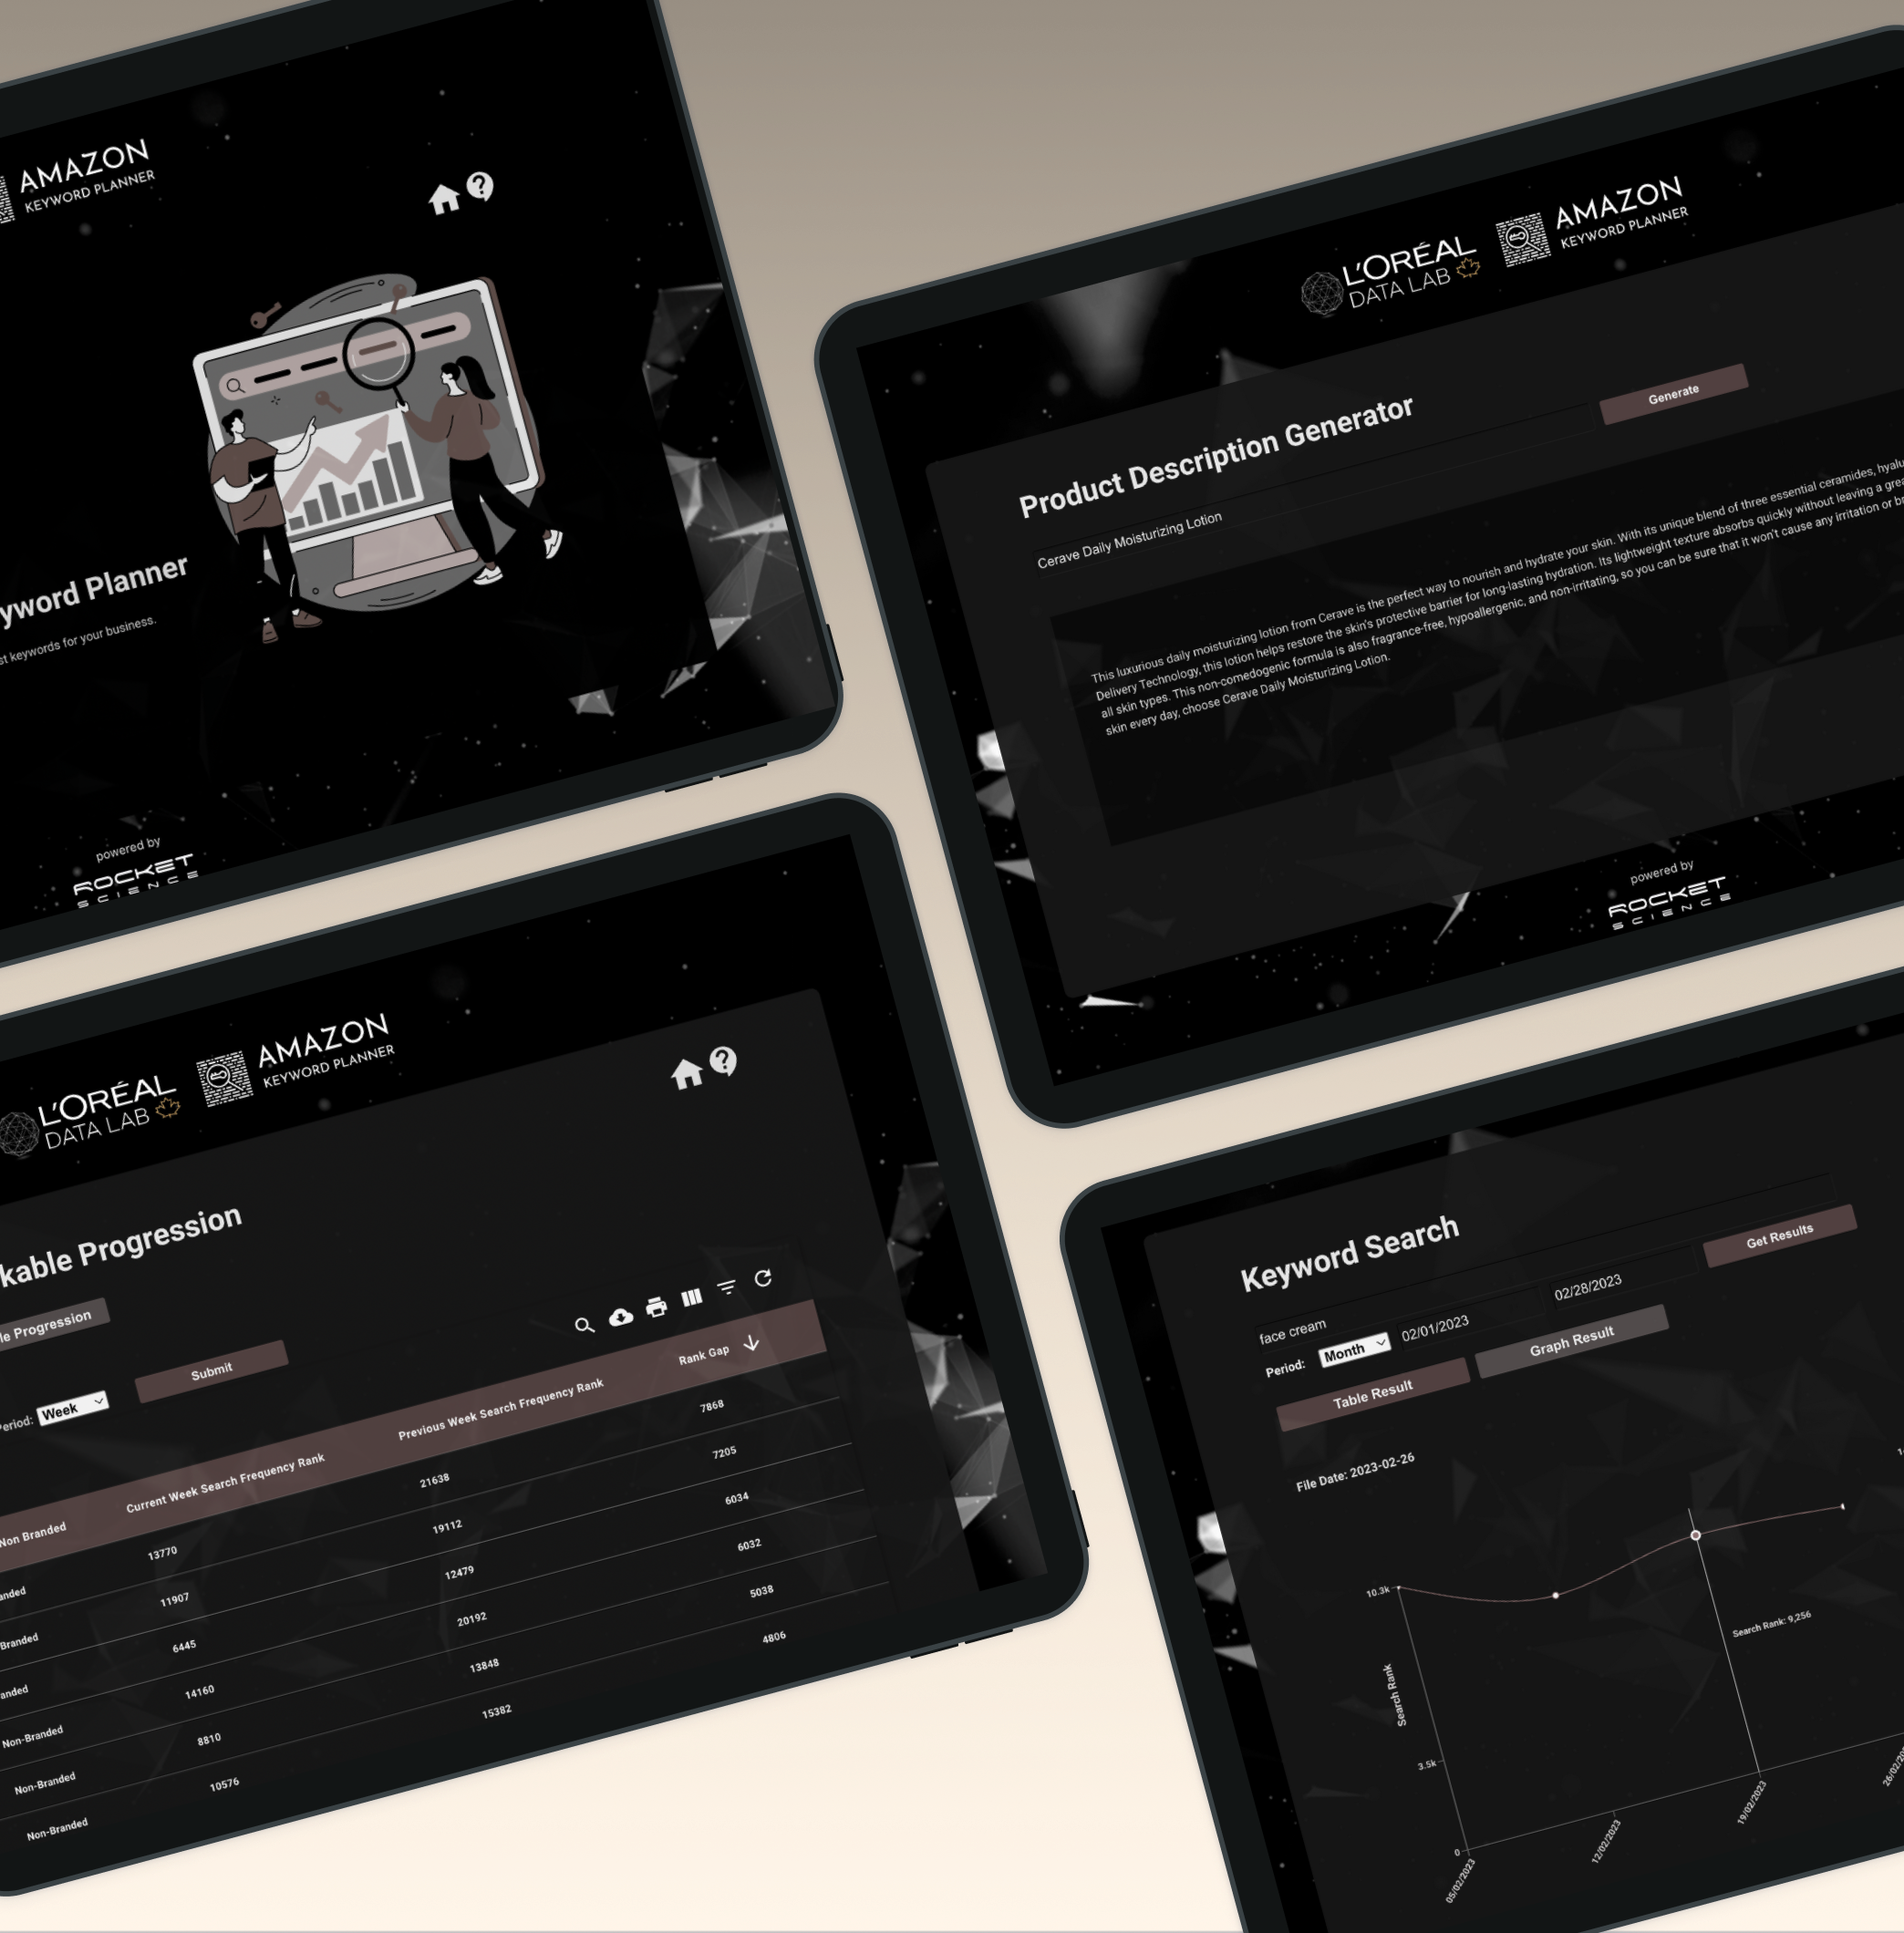 AMAZON
KEYWORD PLANNER
yword Planner
st keywords for your business.
powered by
ROCKET
SCIENCE
L'ORÉAL
DATA LAB
AMAZON
KEYWORD PLANNER
Product Description Generator
Generate
Cerave Daily Moisturizing Lotion
This luxurious daily moisturizing lotion from Cerave is the perfect way to nourish and hydrate your skin. With its unique blend of three essential ceramides, hyalu
Delivery Technology, this lotion helps restore the skin's protective barrier for long-lasting hydration. Its lightweight texture absorbs quickly without leaving a grea
all skin types. This non-comedogenic formula is also fragrance-free, hypoallergenic, and non-irritating, so you can be sure that it won't cause any irritation or b
skin every day, choose Cerave Daily Moisturizing Lotion.
powered by
ROCKET
SCIENCE
L'ORÉAL
DATA LAB
AMAZON
KEYWORD PLANNER
kable Progression
le Progression
Period: Week
Submit
Non Branded Current Week Search Frequency Rank Previous Week Search Frequency Rank Rank Gap
anded 13770 21638 7868
Branded 11907 19112 7205
anded 6445 12479 6034
Non-Branded 14160 20192 6032
Non-Branded 8810 13848 5038
Non-Branded 10576 15382 4806
Keyword Search
face cream
Period: Month 02/01/2023 02/28/2023 Get Results
Table Result Graph Result
File Date: 2023-02-26
10.3k
Search Rank
3.5k
0
Search Rank: 9,256
05/02/2023 12/02/2023 19/02/2023 26/02/20